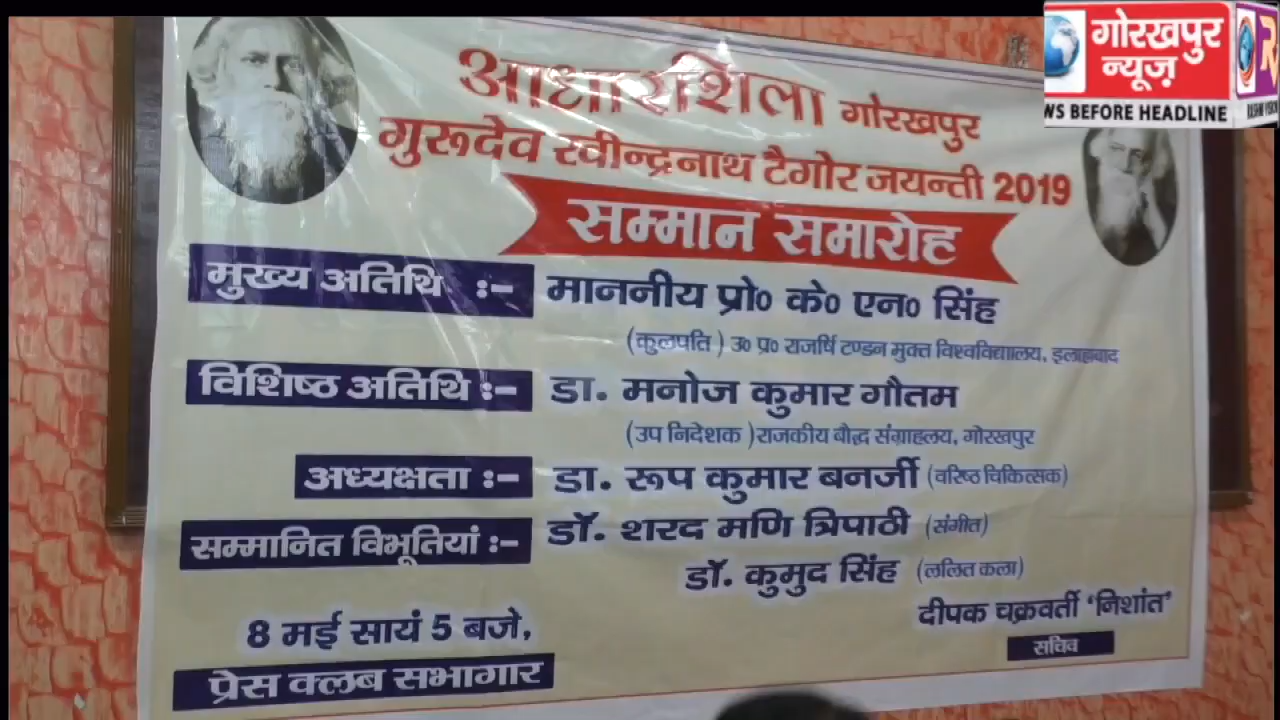 गोरखपुर
न्यूज़
WS BEFORE HEADLINE
आधारशिला गोरखपुर
गुरूदेव रवीन्द्रनाथ टैगोर जयन्ती 2019
सम्मान समारोह
मुख्य अतिथि :- माननीय प्रो० के० एन० सिंह
(कुलपति) उ० प्र० राजर्षि टण्डन मुक्त विश्वविद्यालय, इलाहाबाद
विशिष्ठ अतिथि :- डा. मनोज कुमार गौतम
(उप निदेशक) राजकीय बौद्ध संग्राहलय, गोरखपुर
अध्यक्षता :- डा. रूप कुमार बनर्जी (वरिष्ठ चिकित्सक)
सम्मानित विभूतियां :- डॉ. शरद मणि त्रिपाठी (संगीत)
डॉ. कुमुद सिंह (ललित कला)
दीपक चक्रवर्ती 'निशांत'
सचिव
8 मई सायं 5 बजे,
प्रेस क्लब सभागार